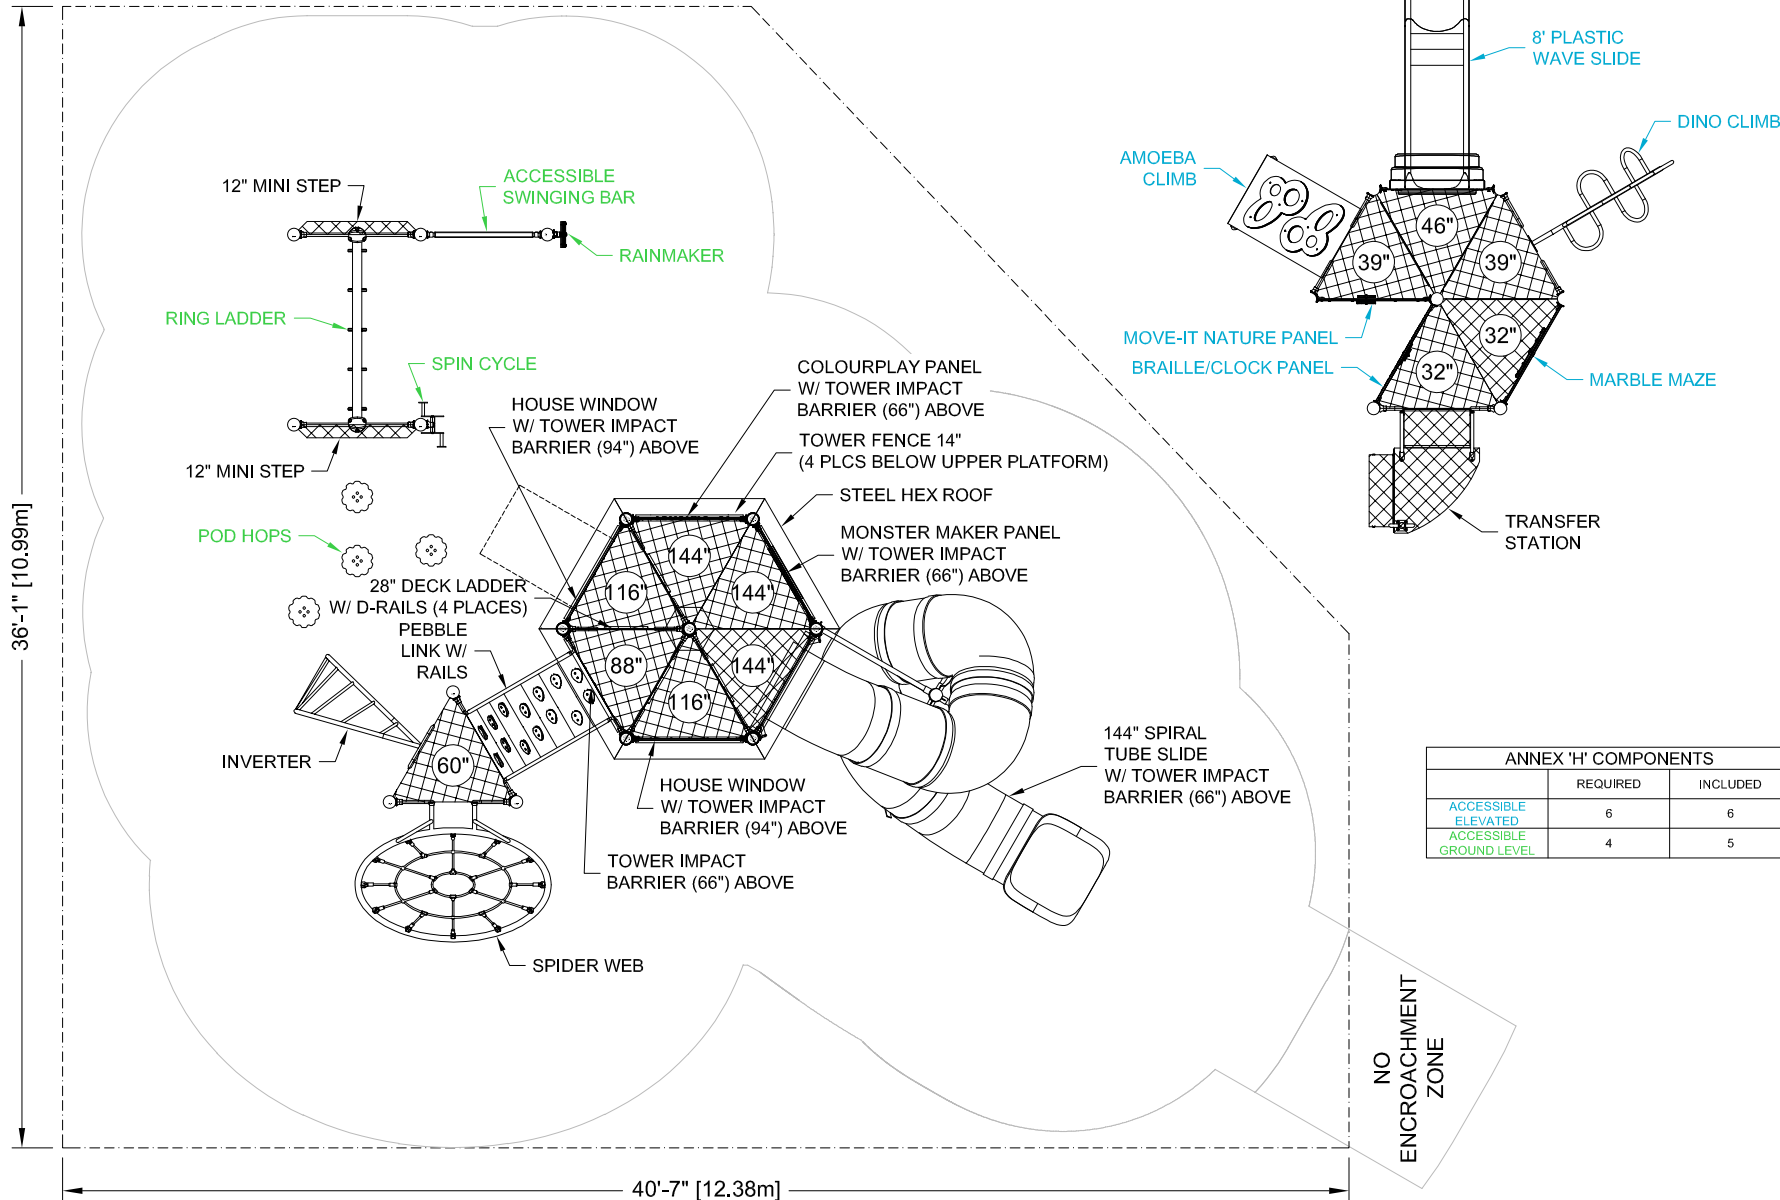 36'-1" [10.99m]
40'-7" [12.38m]
12" MINI STEP
ACCESSIBLE
SWINGING BAR
RAINMAKER
RING LADDER
SPIN CYCLE
12" MINI STEP
POD HOPS
HOUSE WINDOW
W/ TOWER IMPACT
BARRIER (94") ABOVE
COLOURPLAY PANEL
W/ TOWER IMPACT
BARRIER (66") ABOVE
TOWER FENCE 14"
(4 PLCS BELOW UPPER PLATFORM)
STEEL HEX ROOF
MONSTER MAKER PANEL
W/ TOWER IMPACT
BARRIER (66") ABOVE
28" DECK LADDER
W/ D-RAILS (4 PLACES)
PEBBLE
LINK W/
RAILS
144"
116"
144"
88"
144"
116"
60"
INVERTER
HOUSE WINDOW
W/ TOWER IMPACT
BARRIER (94") ABOVE
TOWER IMPACT
BARRIER (66") ABOVE
144" SPIRAL
TUBE SLIDE
W/ TOWER IMPACT
BARRIER (66") ABOVE
SPIDER WEB
8' PLASTIC
WAVE SLIDE
DINO CLIMB
AMOEBA
CLIMB
46"
39"
39"
32"
32"
MOVE-IT NATURE PANEL
BRAILLE/CLOCK PANEL
MARBLE MAZE
TRANSFER
STATION
ANNEX 'H' COMPONENTS
REQUIRED INCLUDED
ACCESSIBLE
ELEVATED 6 6
ACCESSIBLE
GROUND LEVEL 4 5
NO
ENCROACHMENT
ZONE